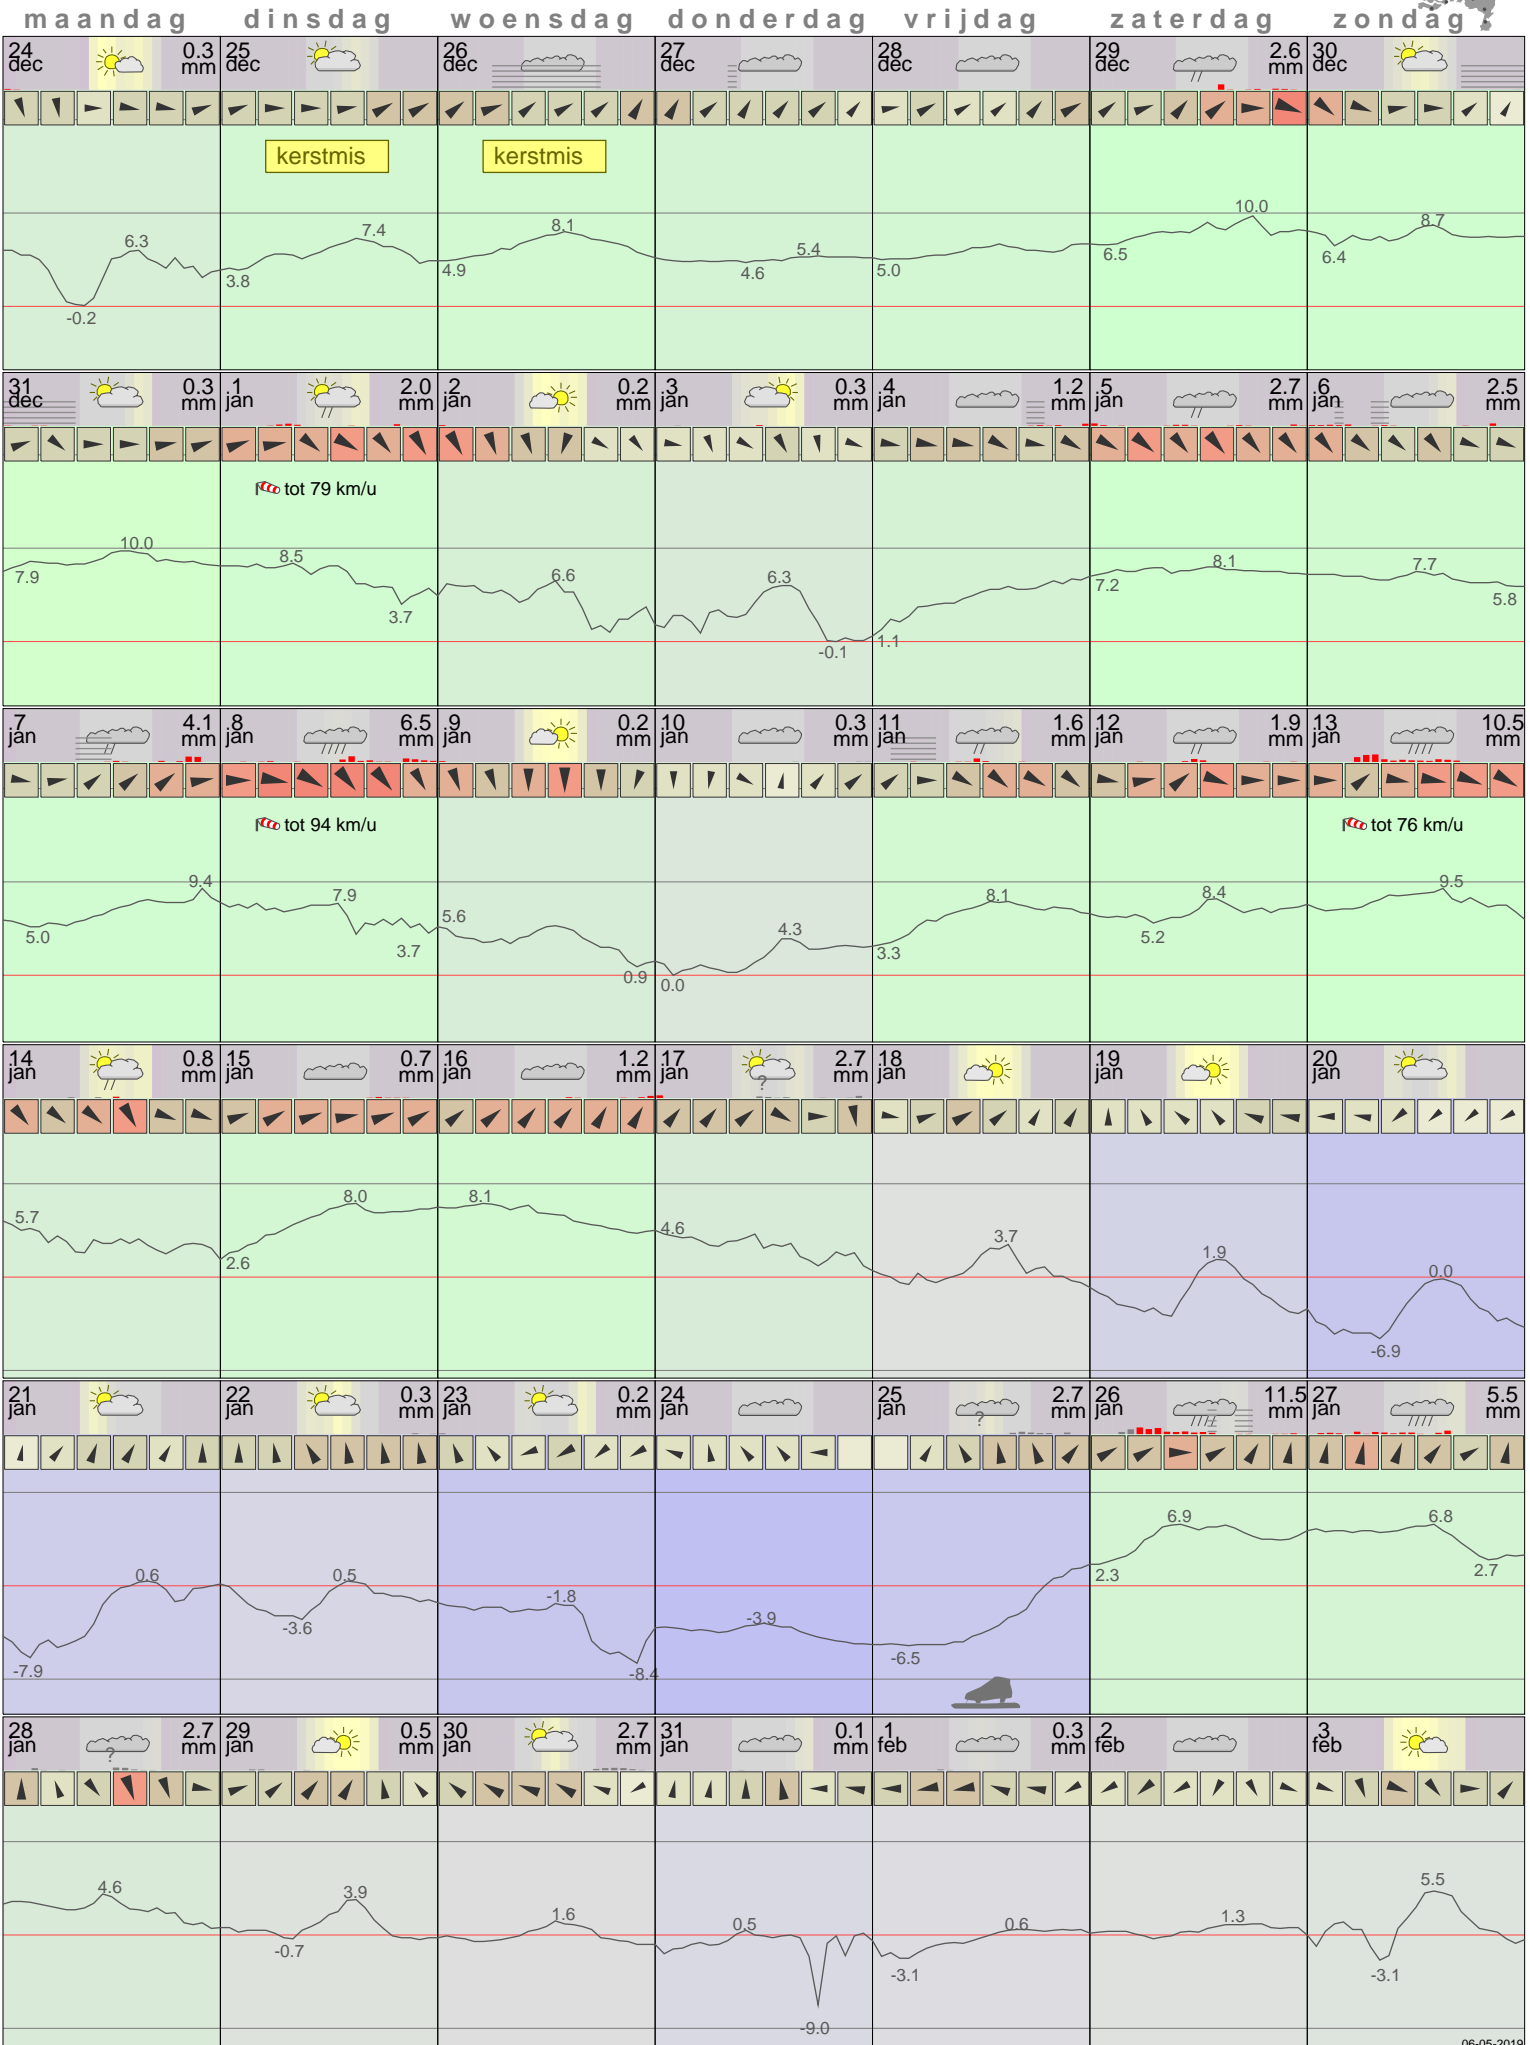 maandag dinsdag woensdag donderdag vrijdag zaterdag zondag
24 dec 0.3 mm 25 dec 26 dec 27 dec 28 dec 29 dec 2.6 mm 30 dec
kerstmis kerstmis
6.3 7.4 8.1 5.4 10.0 8.7
-0.2 3.8 4.9 4.6 5.0 6.5 6.4
31 dec 0.3 mm 1 jan 2.0 mm 2 jan 0.2 mm 3 jan 0.3 mm 4 jan 1.2 mm 5 jan 2.7 mm 6 jan 2.5 mm
tot 79 km/u
10.0 8.5 6.6 6.3 8.1 7.7
7.9 3.7 -0.1 1.1 7.2 5.8
7 jan 4.1 mm 8 jan 6.5 mm 9 jan 0.2 mm 10 jan 0.3 mm 11 jan 1.6 mm 12 jan 1.9 mm 13 jan 10.5 mm
tot 94 km/u tot 76 km/u
9.4 7.9 5.6 4.3 8.1 8.4 9.5
5.0 3.7 0.9 0.0 3.3 5.2
14 jan 0.8 mm 15 jan 0.7 mm 16 jan 1.2 mm 17 jan ? 2.7 mm 18 jan 19 jan 20 jan
5.7 8.0 8.1 4.6 3.7 1.9 0.0
2.6 -6.9
21 jan 22 jan 0.3 mm 23 jan 0.2 mm 24 jan 25 jan ? 2.7 mm 26 jan 11.5 mm 27 jan 5.5 mm
0.6 0.5 -1.8 -3.9 6.9 6.8
-7.9 -3.6 -8.4 -6.5 2.3 2.7
28 jan ? 2.7 mm 29 jan 0.5 mm 30 jan 2.7 mm 31 jan 0.1 mm 1 feb 0.3 mm 2 feb 3 feb
4.6 3.9 1.6 0.5 0.6 1.3 5.5
-0.7 -9.0 -3.1 -3.1
06-05-2019